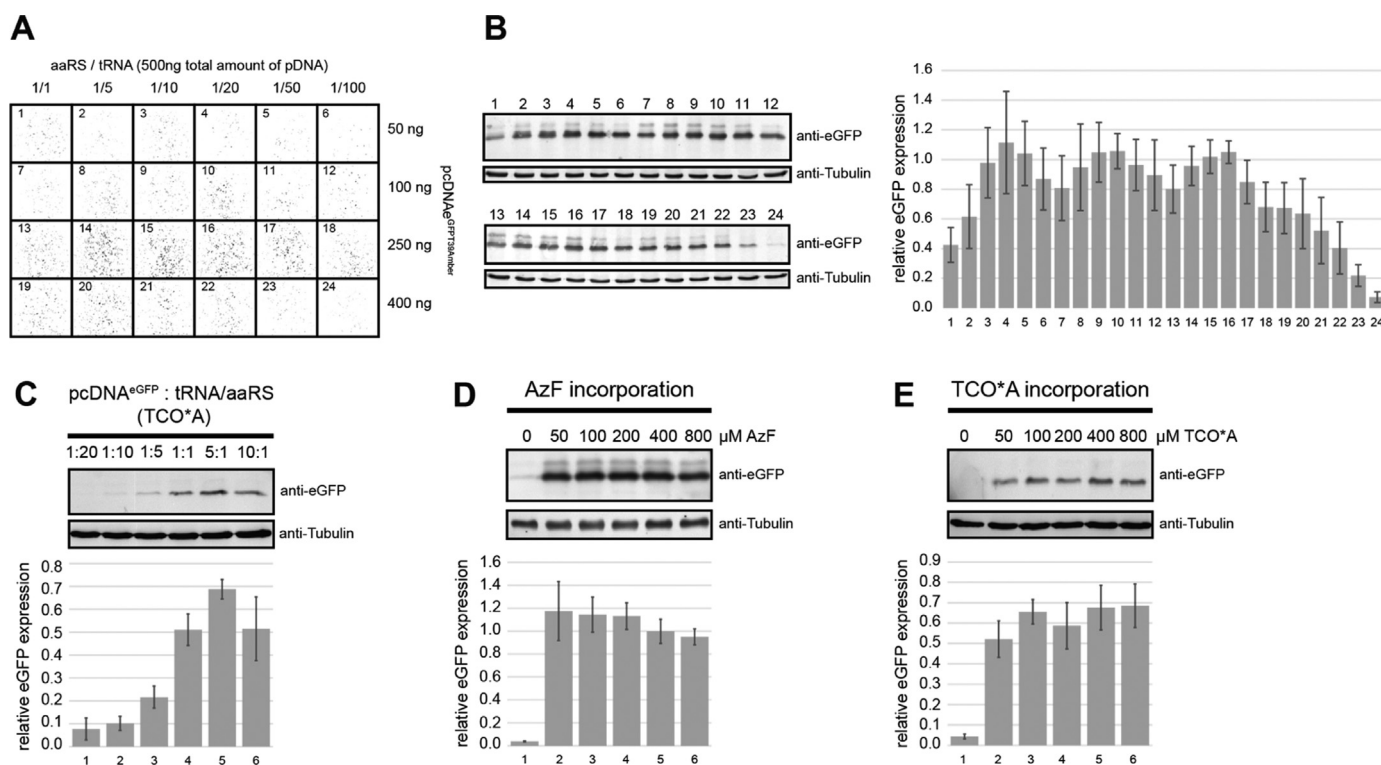 A
aaRS / tRNA (500ng total amount of pDNA)
1/1 1/5 1/10 1/20 1/50 1/100
1 2 3 4 5 6
50 ng
7 8 9 10 11 12
100 ng
13 14 15 16 17 18
250 ng
19 20 21 22 23 24
400 ng
pcDNAeGFPT39Amber
B
1 2 3 4 5 6 7 8 9 10 11 12
anti-eGFP
anti-Tubulin
13 14 15 16 17 18 19 20 21 22 23 24
anti-eGFP
anti-Tubulin
relative eGFP expression
1.6
1.4
1.2
1.0
0.8
0.6
0.4
0.2
0.0
1 2 3 4 5 6 7 8 9 10 11 12 13 14 15 16 17 18 19 20 21 22 23 24
C
pcDNAeGFP : tRNA/aaRS
(TCO*A)
1:20 1:10 1:5 1:1 5:1 10:1
anti-eGFP
anti-Tubulin
relative eGFP expression
0.8
0.7
0.6
0.5
0.4
0.3
0.2
0.1
0.0
1 2 3 4 5 6
D
AzF incorporation
0 50 100 200 400 800 µM AzF
anti-eGFP
anti-Tubulin
relative eGFP expression
1.6
1.4
1.2
1.0
0.8
0.6
0.4
0.2
0.0
1 2 3 4 5 6
E
TCO*A incorporation
0 50 100 200 400 800 µM TCO*A
anti-eGFP
anti-Tubulin
relative eGFP expression
0.9
0.8
0.7
0.6
0.5
0.4
0.3
0.2
0.1
0.0
1 2 3 4 5 6